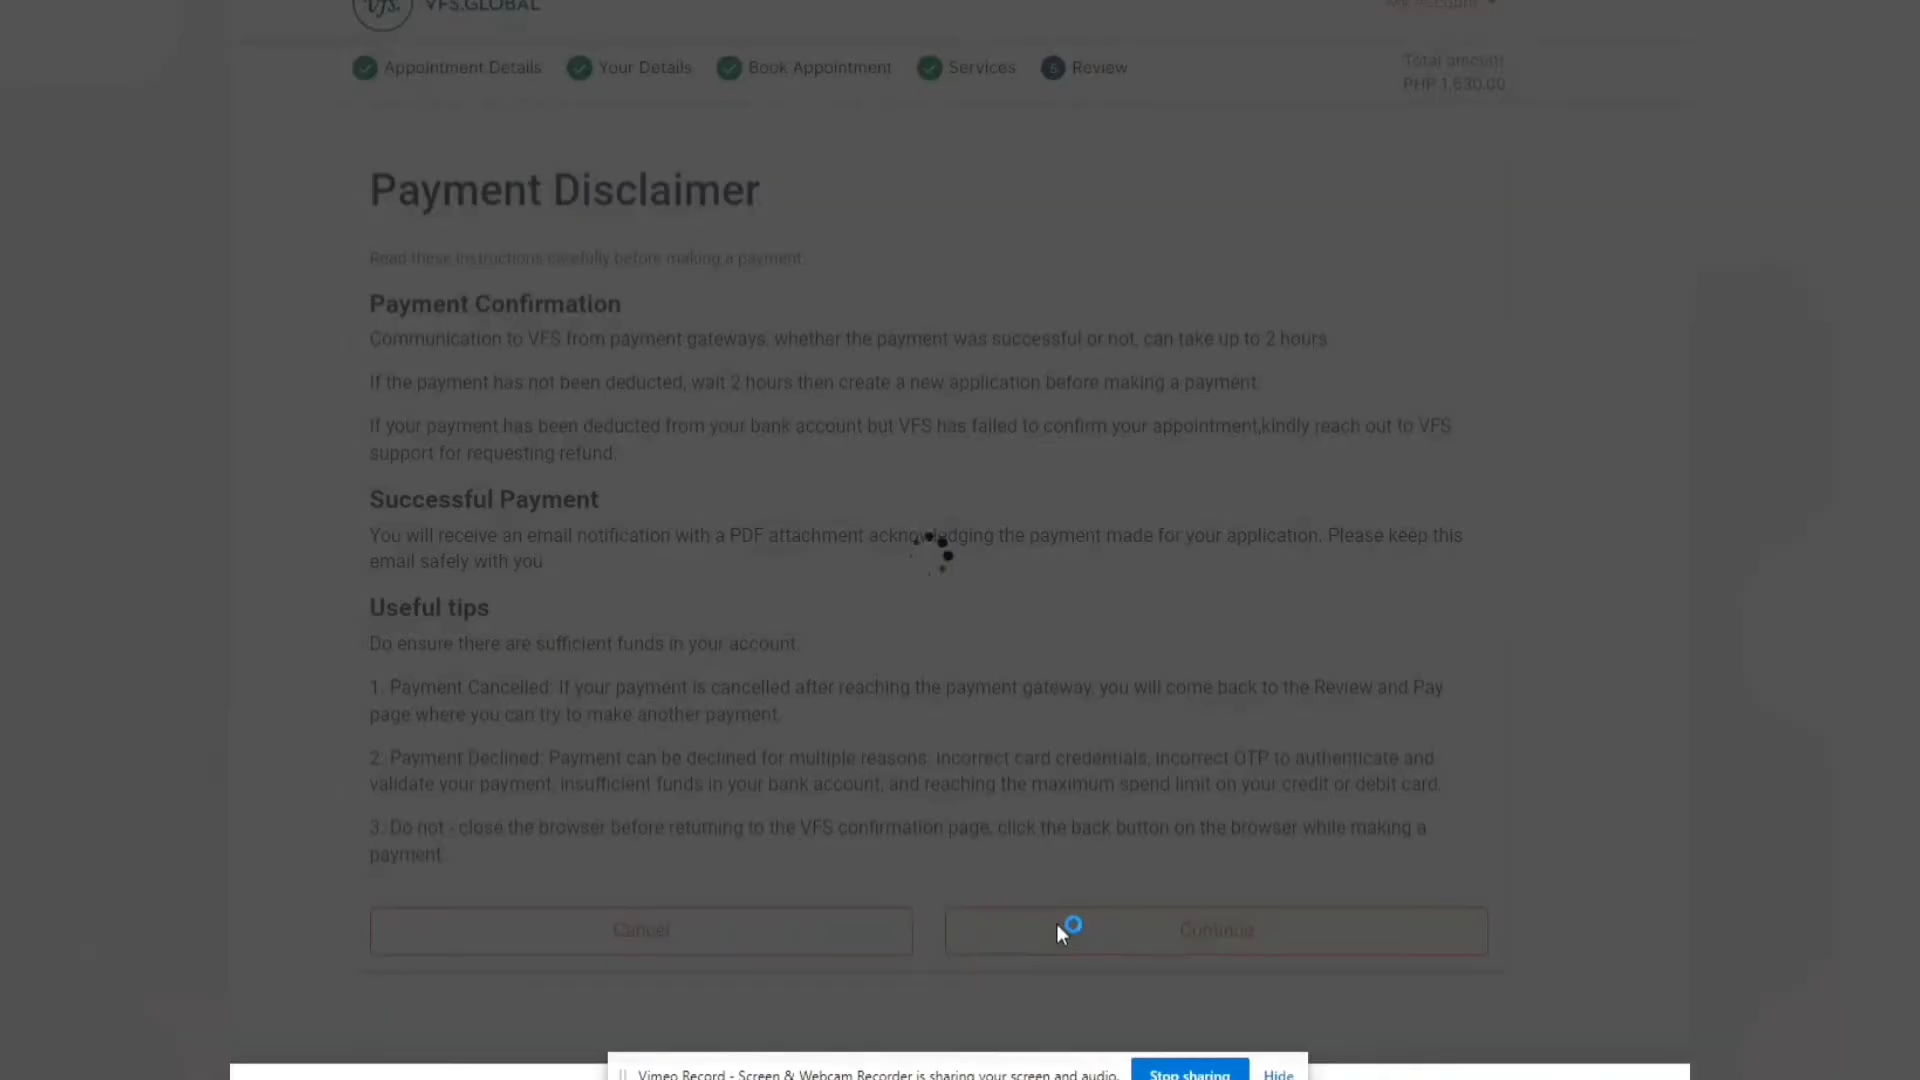 vfs. VFS.GLOBAL
My Account
Appointment Details
Your Details
Book Appointment
Services
5 Review
Total amount
PHP 1,530.00
Payment Disclaimer
Read these instructions carefully before making a payment.
Payment Confirmation
Communication to VFS from payment gateways, whether the payment was successful or not, can take up to 2 hours
If the payment has not been deducted, wait 2 hours then create a new application before making a payment.
If your payment has been deducted from your bank account but VFS has failed to confirm your appointment,kindly reach out to VFS
support for requesting refund.
Successful Payment
You will receive an email notification with a PDF attachment acknowledging the payment made for your application. Please keep this
email safely with you
Useful tips
Do ensure there are sufficient funds in your account.
1. Payment Cancelled: If your payment is cancelled after reaching the payment gateway, you will come back to the Review and Pay
page where you can try to make another payment.
2. Payment Declined: Payment can be declined for multiple reasons: incorrect card credentials, incorrect OTP to authenticate and
validate your payment, insufficient funds in your bank account, and reaching the maximum spend limit on your credit or debit card.
3. Do not - close the browser before returning to the VFS confirmation page, click the back button on the browser while making a
payment.
Cancel
Continue
Vimeo Record - Screen & Webcam Recorder is sharing your screen and audio.
Stop sharing
Hide